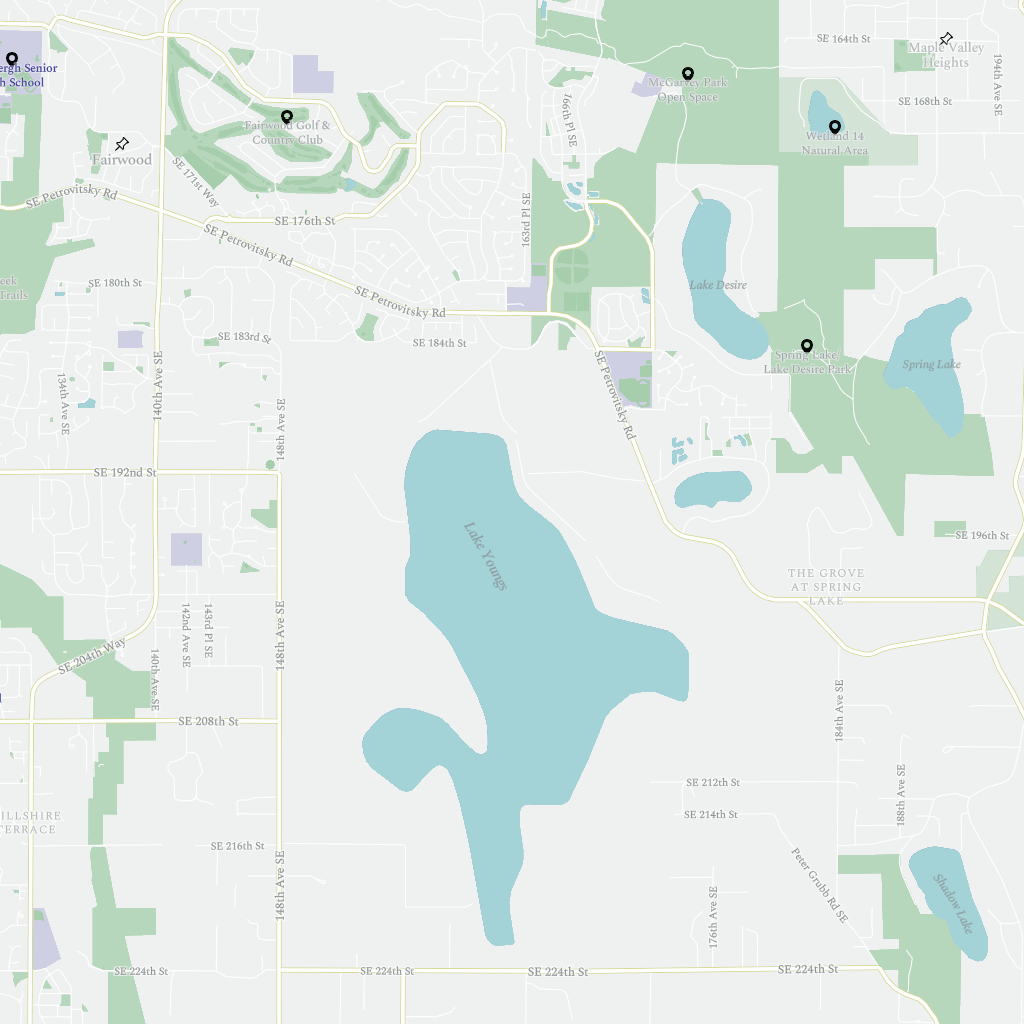 SE 164th St
Maple Valley
Heights
194th Ave SE
ergh Senior
h School
McGarvey Park
Open Space
166th Pl SE
SE 168th St
Fairwood Golf &
Country Club
Wetland 14
Natural Area
Fairwood
SE 171st Way
SE Petrovitsky Rd
SE 176th St
163rd Pl SE
SE Petrovitsky Rd
eek
Trails
SE 180th St
Lake Desire
SE Petrovitsky Rd
SE 183rd St
SE 184th St
Spring Lake/
Lake Desire Park
Spring Lake
134th Ave SE
140th Ave SE
SE Petrovitsky Rd
148th Ave SE
SE 192nd St
SE 196th St
Lake Youngs
THE GROVE
AT SPRING
LAKE
142nd Ave SE
143rd Pl SE
148th Ave SE
SE 204th Way
140th Ave SE
184th Ave SE
SE 208th St
SE 212th St
188th Ave SE
SE 214th St
ILLSHIRE
TERRACE
SE 216th St
148th Ave SE
Peter Grubb Rd SE
Shadow Lake
176th Ave SE
SE 224th St
SE 224th St
SE 224th St
SE 224th St